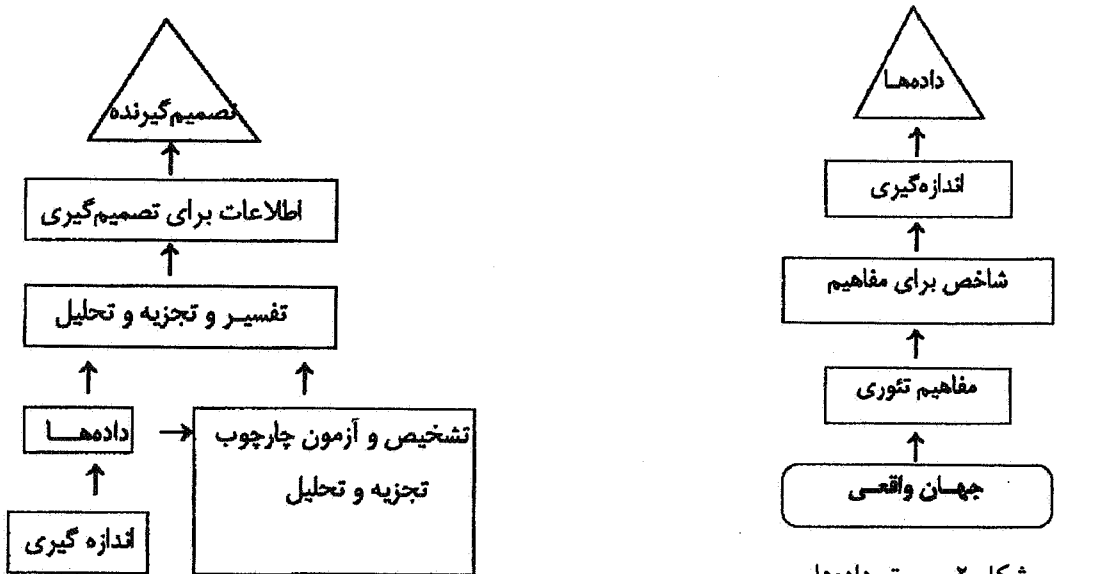 داده‌ها
اندازه‌گیری
شاخص برای مفاهیم
مفاهیم تئوری
جهان واقعی
تصمیم‌گیرنده
اطلاعات برای تصمیم‌گیری
تفسیر و تجزیه و تحلیل
داده‌ها
تشخیص و آزمون چارچوب
تجزیه و تحلیل
اندازه گیری